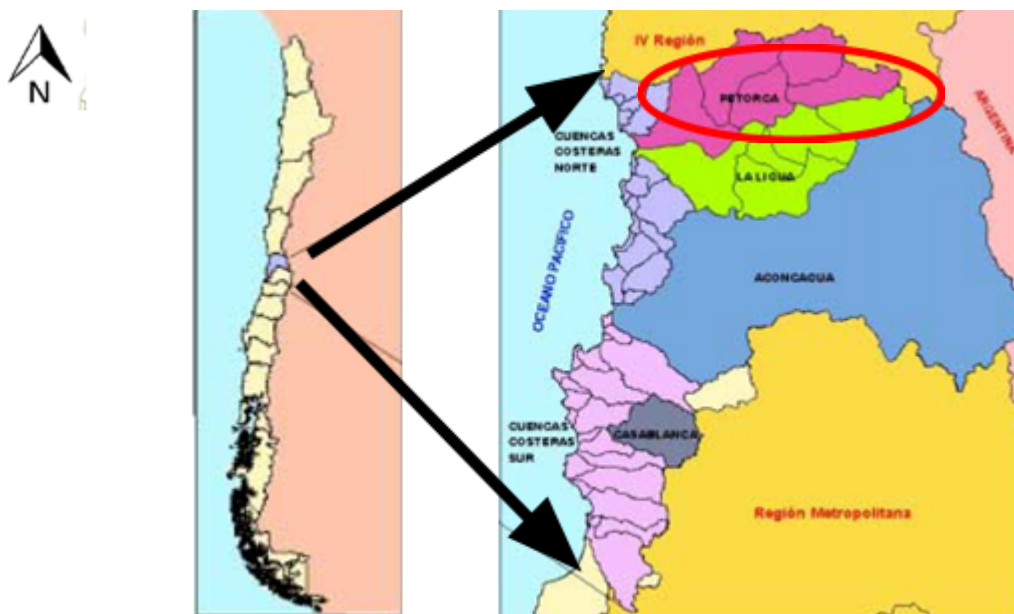 N
IV Región
PETORCA
ARGENTINA
CUENCAS
COSTERAS
NORTE
LA LIGUA
OCEANO PACIFICO
ACONCAGUA
CUENCAS
COSTERAS
SUR
CASABLANCA
Región Metropolitana